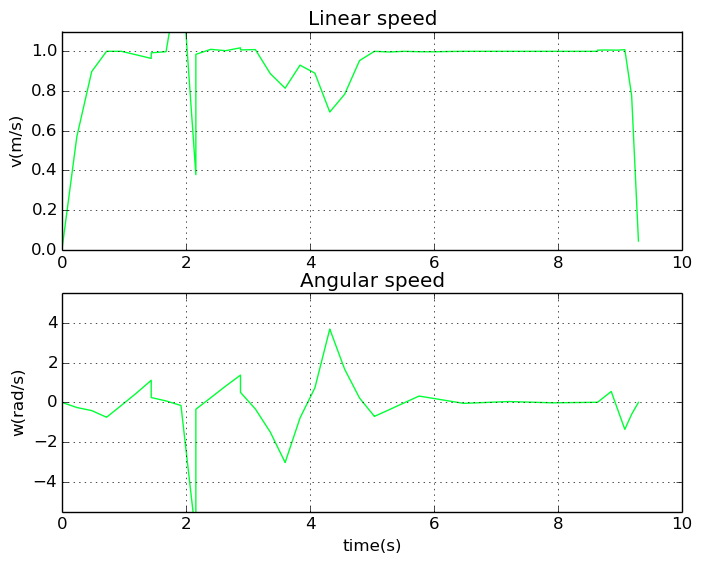 Linear speed
1.0
0.8
0.6
0.4
0.2
0.0
v(m/s)
0 2 4 6 8 10
Angular speed
4
2
0
−2
−4
w(rad/s)
0 2 4 6 8 10
time(s)